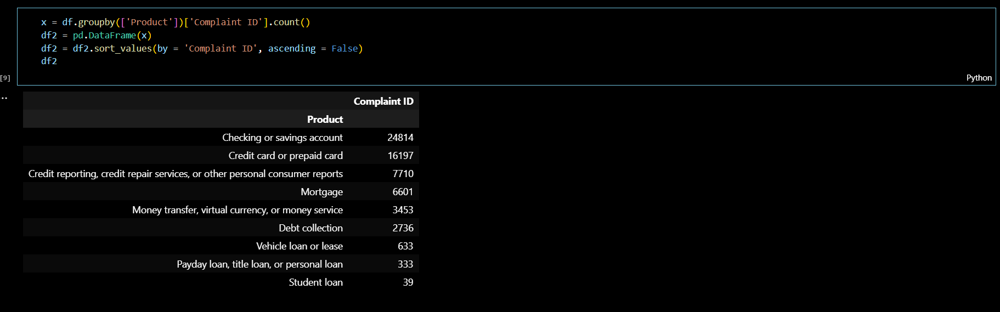 x = df.groupby(['Product'])['Complaint ID'].count()
df2 = pd.DataFrame(x)
df2 = df2.sort_values(by = 'Complaint ID', ascending = False)
df2
[9]
Python
...
Complaint ID
Product
Checking or savings account 24814
Credit card or prepaid card 16197
Credit reporting, credit repair services, or other personal consumer reports 7710
Mortgage 6601
Money transfer, virtual currency, or money service 3453
Debt collection 2736
Vehicle loan or lease 633
Payday loan, title loan, or personal loan 333
Student loan 39